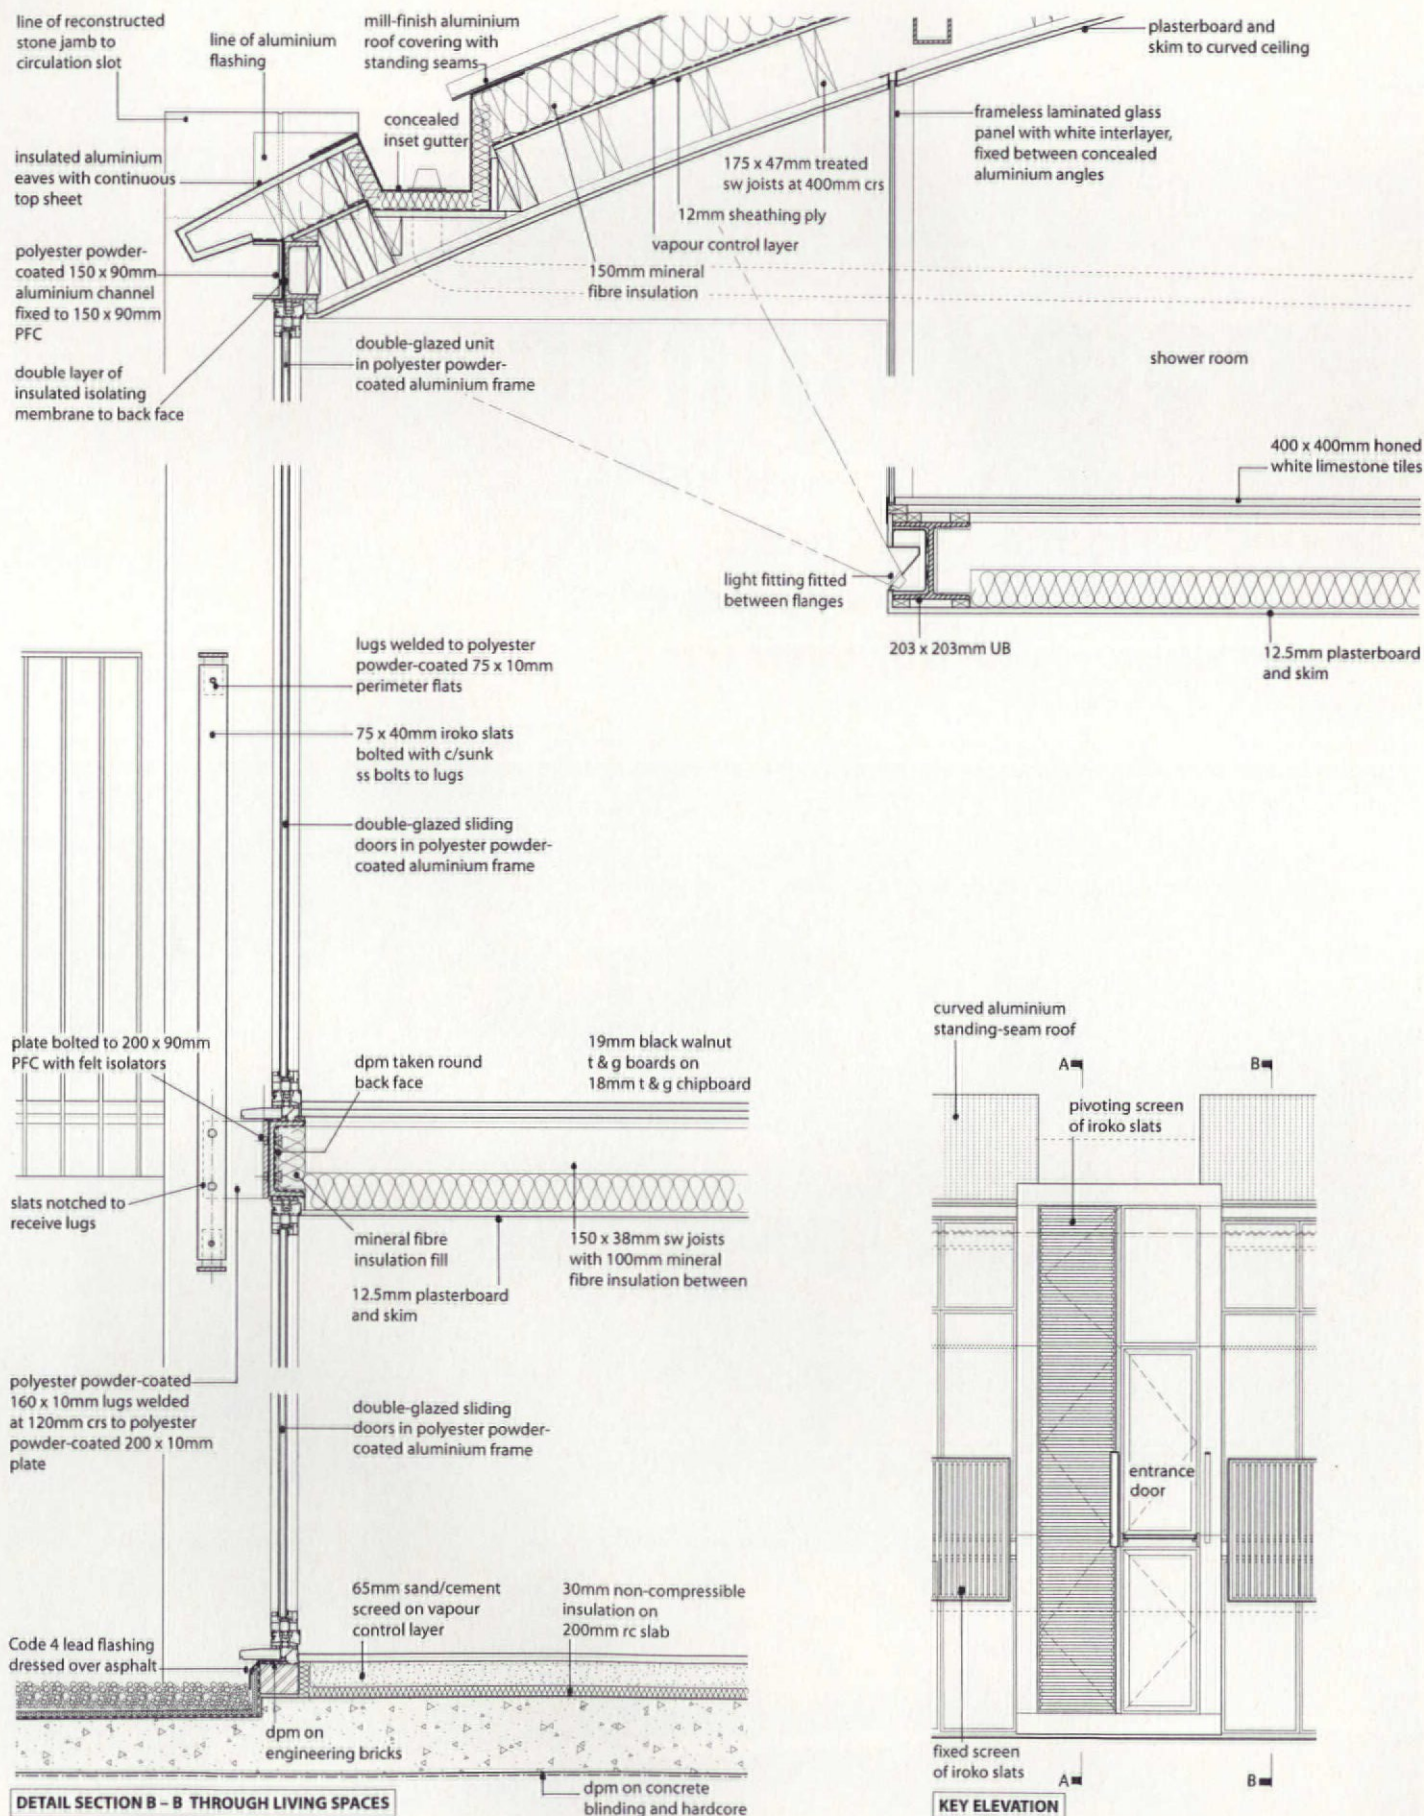 line of reconstructed
stone jamb to
circulation slot
line of aluminium
flashing
mill-finish aluminium
roof covering with
standing seams
plasterboard and
skim to curved ceiling
concealed
inset gutter
frameless laminated glass
panel with white interlayer,
fixed between concealed
aluminium angles
insulated aluminium
eaves with continuous
top sheet
175 x 47mm treated
sw joists at 400mm crs
12mm sheathing ply
vapour control layer
150mm mineral
fibre insulation
polyester powder-
coated 150 x 90mm
aluminium channel
fixed to 150 x 90mm
PFC
double-glazed unit
in polyester powder-
coated aluminium frame
shower room
double layer of
insulated isolating
membrane to back face
400 x 400mm honed
white limestone tiles
light fitting fitted
between flanges
203 x 203mm UB
12.5mm plasterboard
and skim
lugs welded to polyester
powder-coated 75 x 10mm
perimeter flats
75 x 40mm iroko slats
bolted with c/sunk
ss bolts to lugs
double-glazed sliding
doors in polyester powder-
coated aluminium frame
plate bolted to 200 x 90mm
PFC with felt isolators
dpm taken round
back face
19mm black walnut
t & g boards on
18mm t & g chipboard
slats notched to
receive lugs
mineral fibre
insulation fill
150 x 38mm sw joists
with 100mm mineral
fibre insulation between
12.5mm plasterboard
and skim
polyester powder-coated
160 x 10mm lugs welded
at 120mm crs to polyester
powder-coated 200 x 10mm
plate
double-glazed sliding
doors in polyester powder-
coated aluminium frame
65mm sand/cement
screed on vapour
control layer
30mm non-compressible
insulation on
200mm rc slab
Code 4 lead flashing
dressed over asphalt
dpm on
engineering bricks
dpm on concrete
blinding and hardcore
DETAIL SECTION B – B THROUGH LIVING SPACES
curved aluminium
standing-seam roof
A
B
pivoting screen
of iroko slats
entrance
door
fixed screen
of iroko slats
A
B
KEY ELEVATION